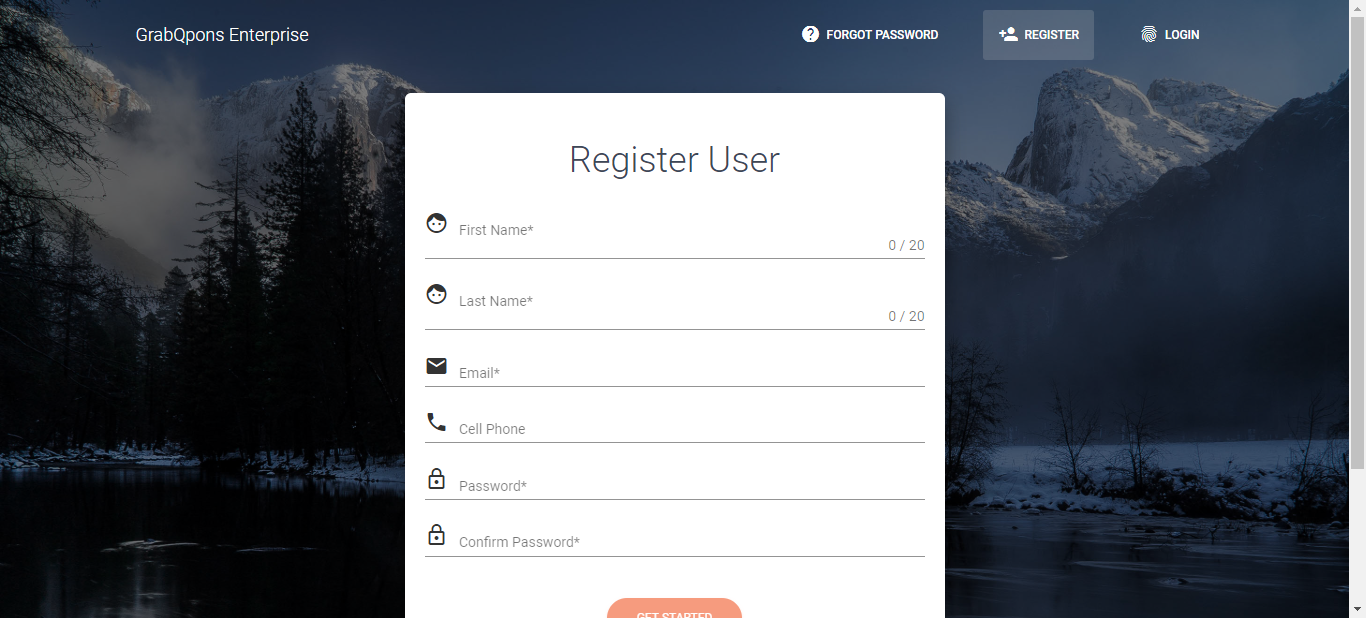 GrabQpons Enterprise
FORGOT PASSWORD
REGISTER
LOGIN
Register User
First Name*
0 / 20
Last Name*
0 / 20
Email*
Cell Phone
Password*
Confirm Password*
GET STARTED